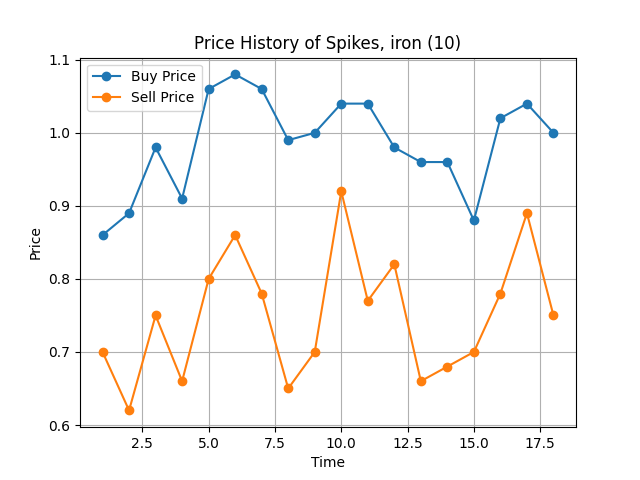 Price History of Spikes, iron (10)
1.1
1.0
0.9
0.8
0.7
0.6
Price
Buy Price
Sell Price
2.5 5.0 7.5 10.0 12.5 15.0 17.5
Time